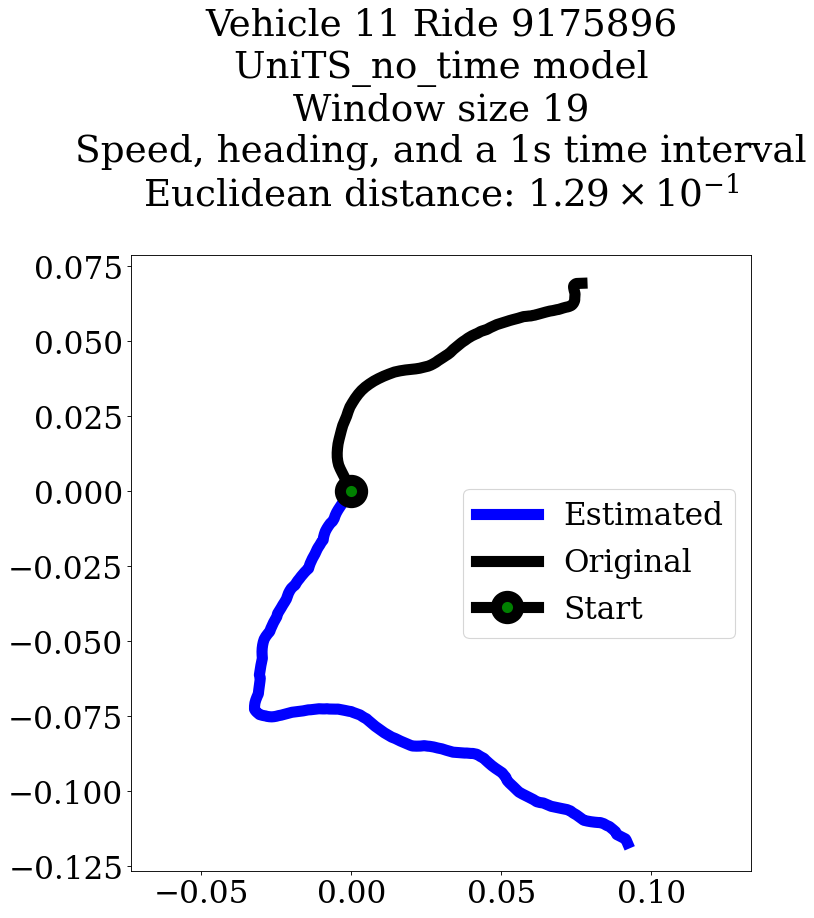 Vehicle 11 Ride 9175896
UniTS_no_time model
Window size 19
Speed, heading, and a 1s time interval
Euclidean distance: 1.29 × 10⁻¹
0.075
0.050
0.025
0.000
−0.025
−0.050
−0.075
−0.100
−0.125
Estimated
Original
Start
−0.05 0.00 0.05 0.10